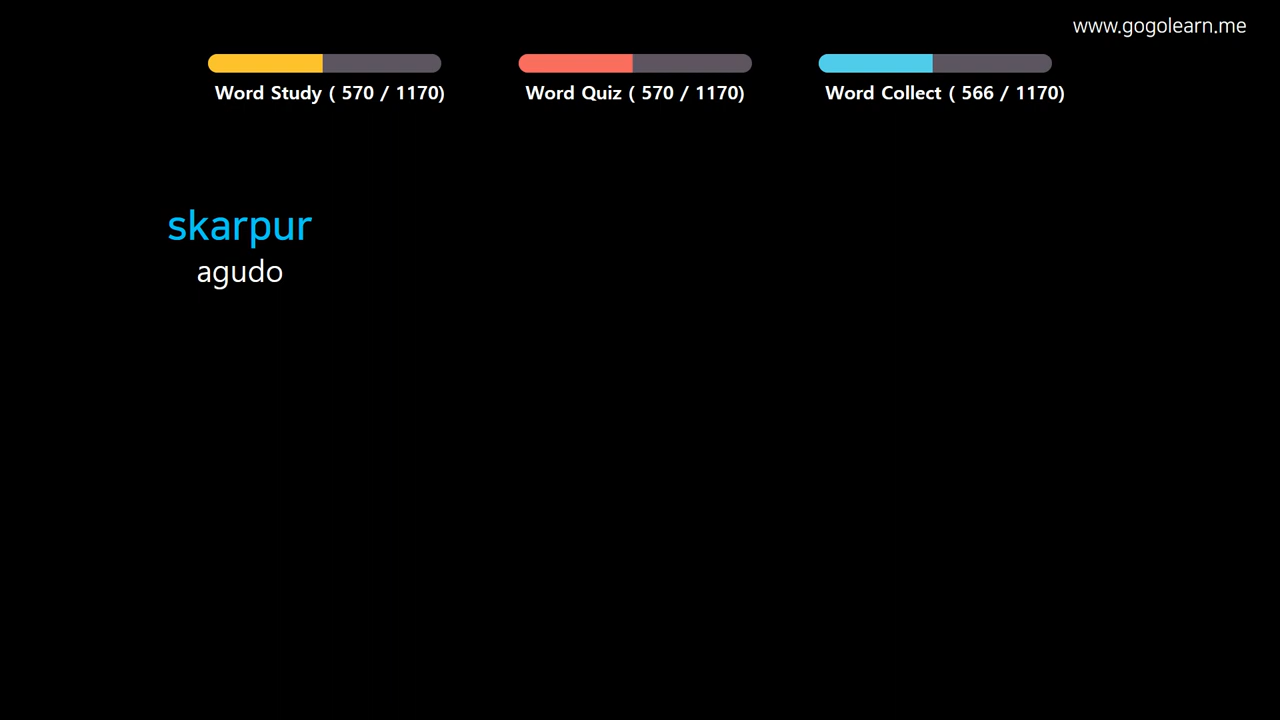 www.gogolearn.me
Word Study ( 570 / 1170)
Word Quiz ( 570 / 1170)
Word Collect ( 566 / 1170)
skarpur
agudo